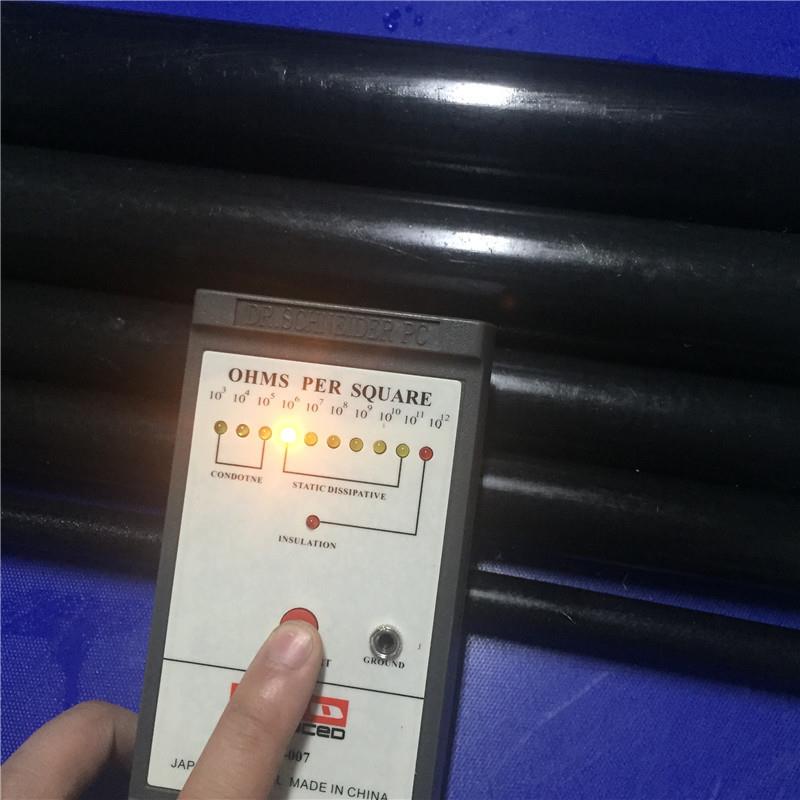 DR.SCHNEIDER PC
OHMS PER SQUARE
10³ 10⁴ 10⁵ 10⁶ 10⁷ 10⁸ 10⁹ 10¹⁰ 10¹¹ 10¹²
CONDOTNE
STATIC DISSIPATIVE
INSULATION
GROUND
-007
MADE IN CHINA